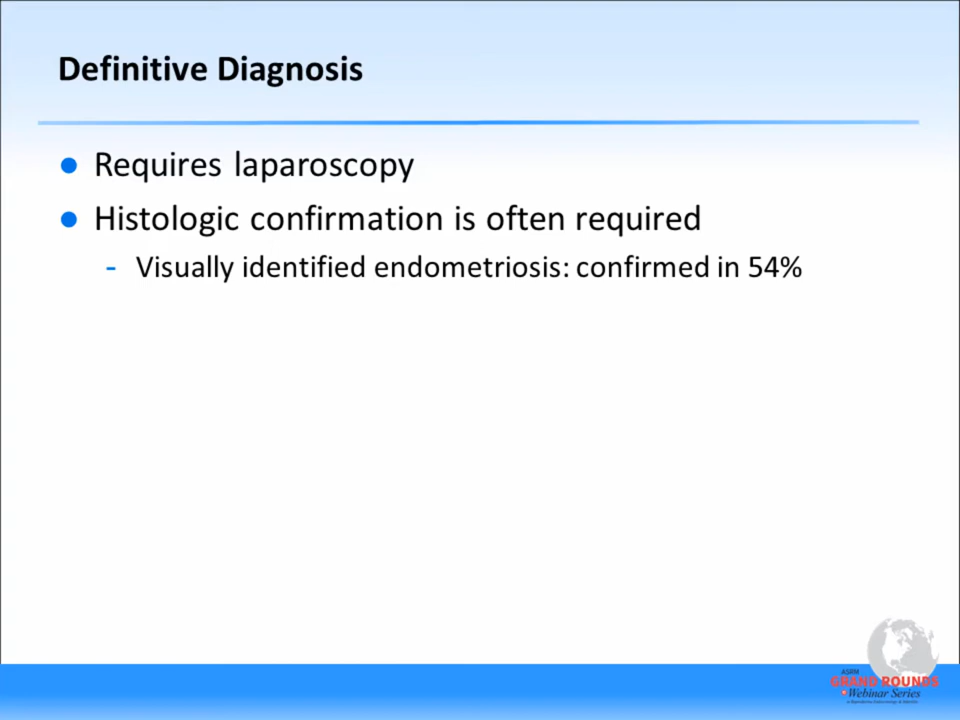 Definitive Diagnosis
● Requires laparoscopy
● Histologic confirmation is often required
- Visually identified endometriosis: confirmed in 54%
ASRM
GRAND ROUNDS
Webinar Series